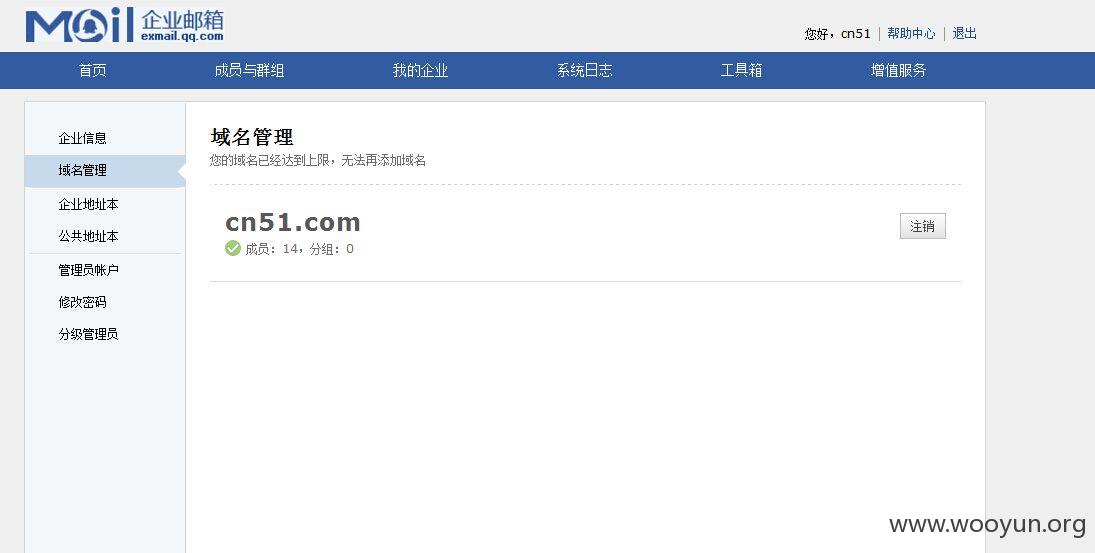 Mail 企业邮箱
exmail.qq.com
您好，cn51 | 帮助中心 | 退出
首页 成员与群组 我的企业 系统日志 工具箱 增值服务
企业信息
域名管理
企业地址本
公共地址本
管理员帐户
修改密码
分级管理员
域名管理
您的域名已经达到上限，无法再添加域名
cn51.com
注销
成员：14，分组：0
www.wooyun.org